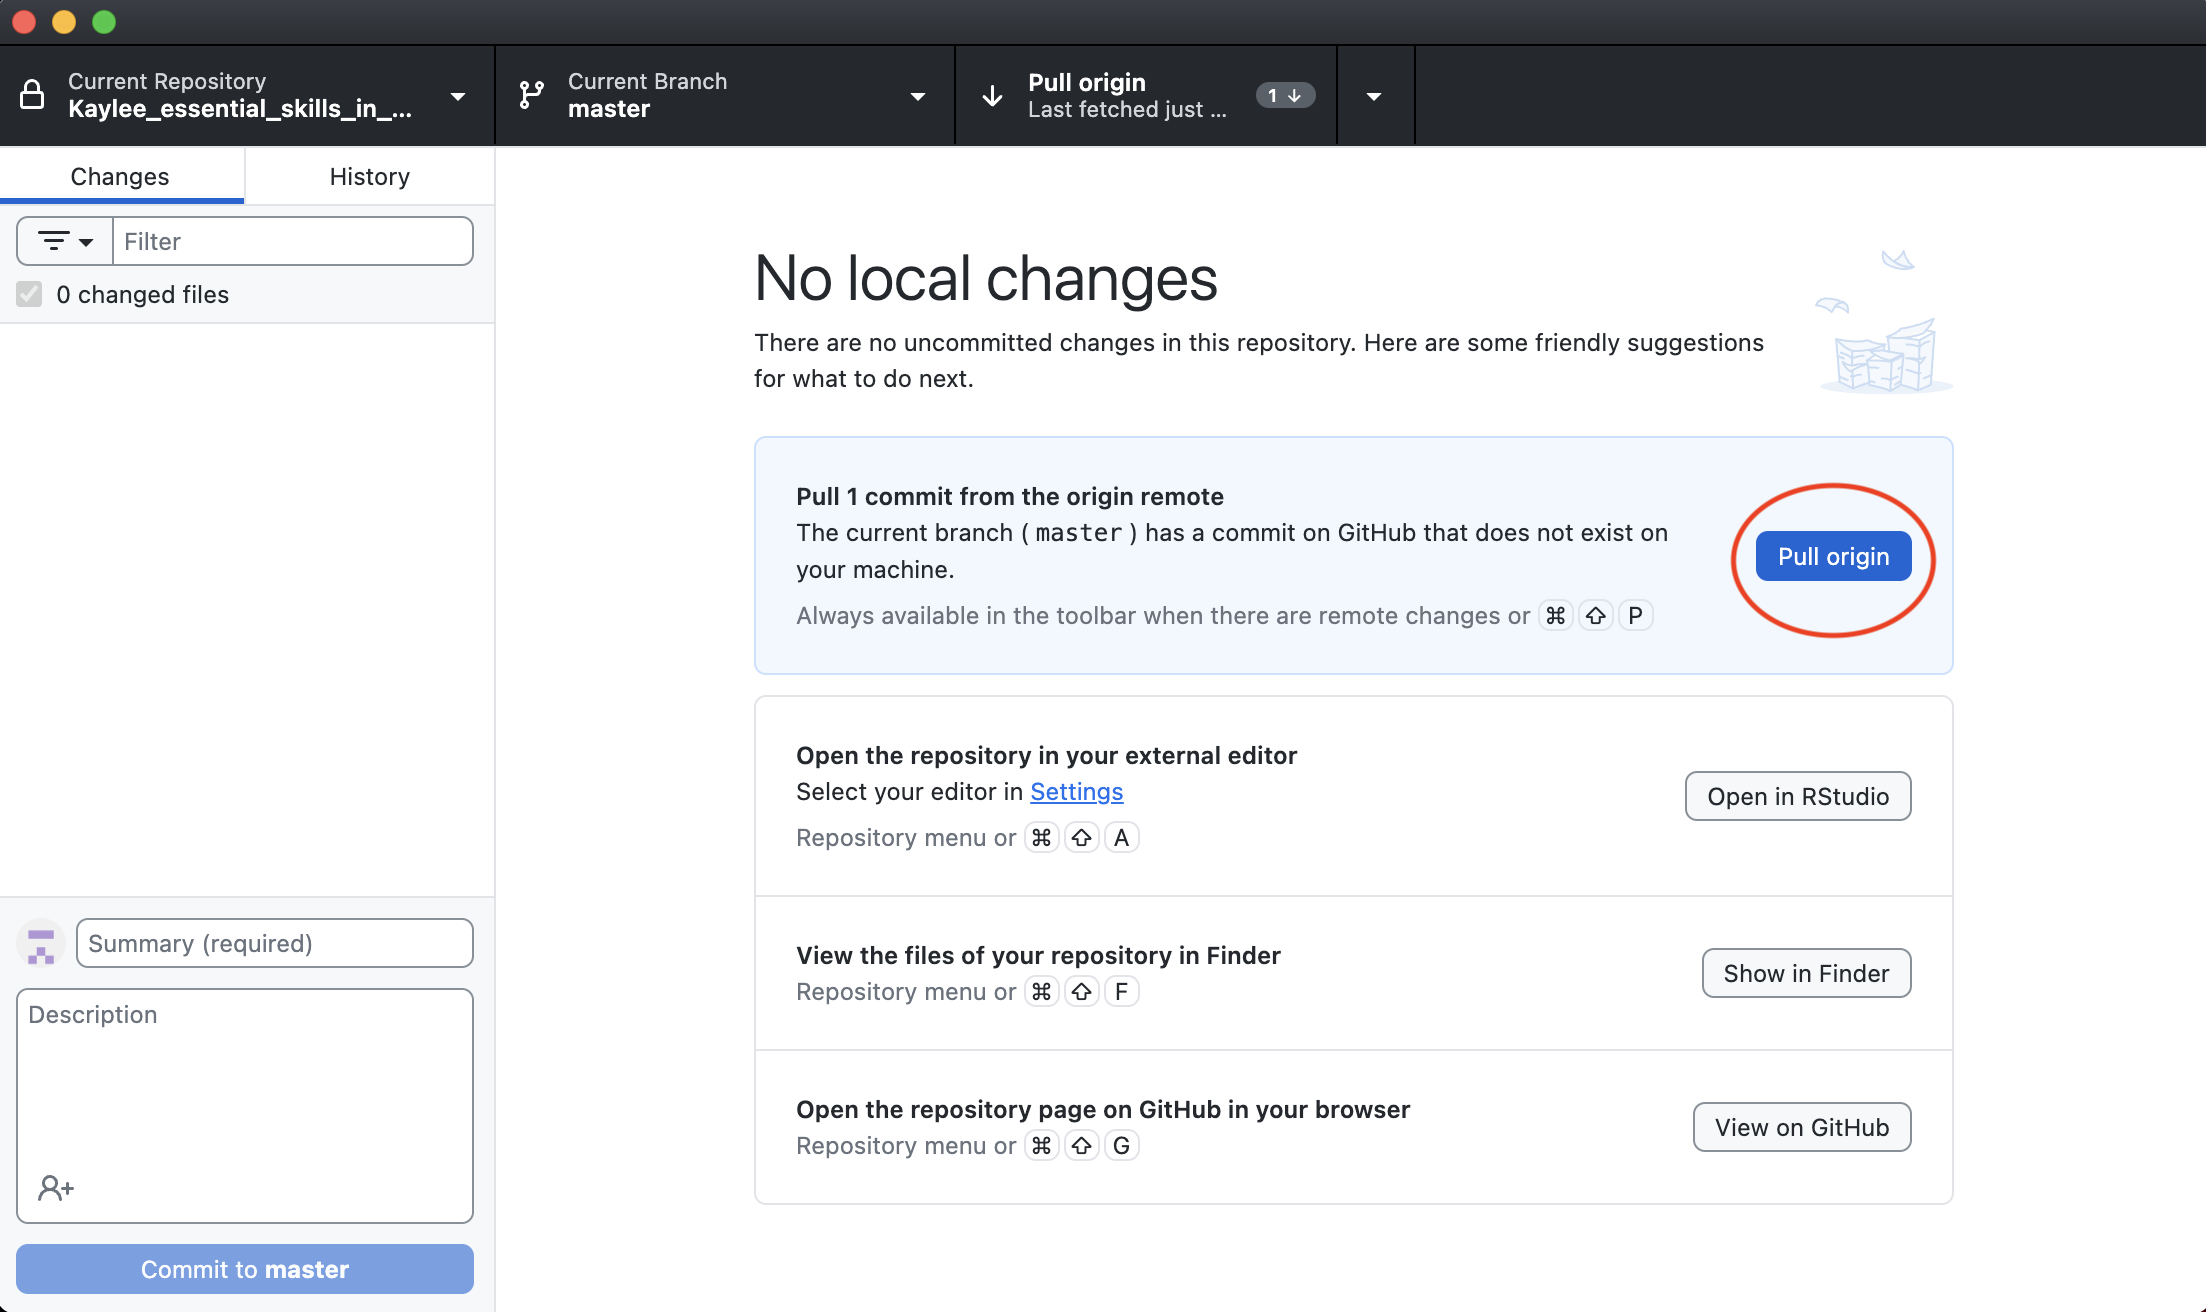 Current Repository
Kaylee_essential_skills_in_...
Current Branch
master
Pull origin
Last fetched just ...
1
Changes
History
Filter
0 changed files
No local changes
There are no uncommitted changes in this repository. Here are some friendly suggestions
for what to do next.
Pull 1 commit from the origin remote
The current branch ( master ) has a commit on GitHub that does not exist on
your machine.
Always available in the toolbar when there are remote changes or ⌘ ⇧ P
Pull origin
Open the repository in your external editor
Select your editor in Settings
Repository menu or ⌘ ⇧ A
Open in RStudio
View the files of your repository in Finder
Repository menu or ⌘ ⇧ F
Show in Finder
Open the repository page on GitHub in your browser
Repository menu or ⌘ ⇧ G
View on GitHub
Summary (required)
Description
Commit to master